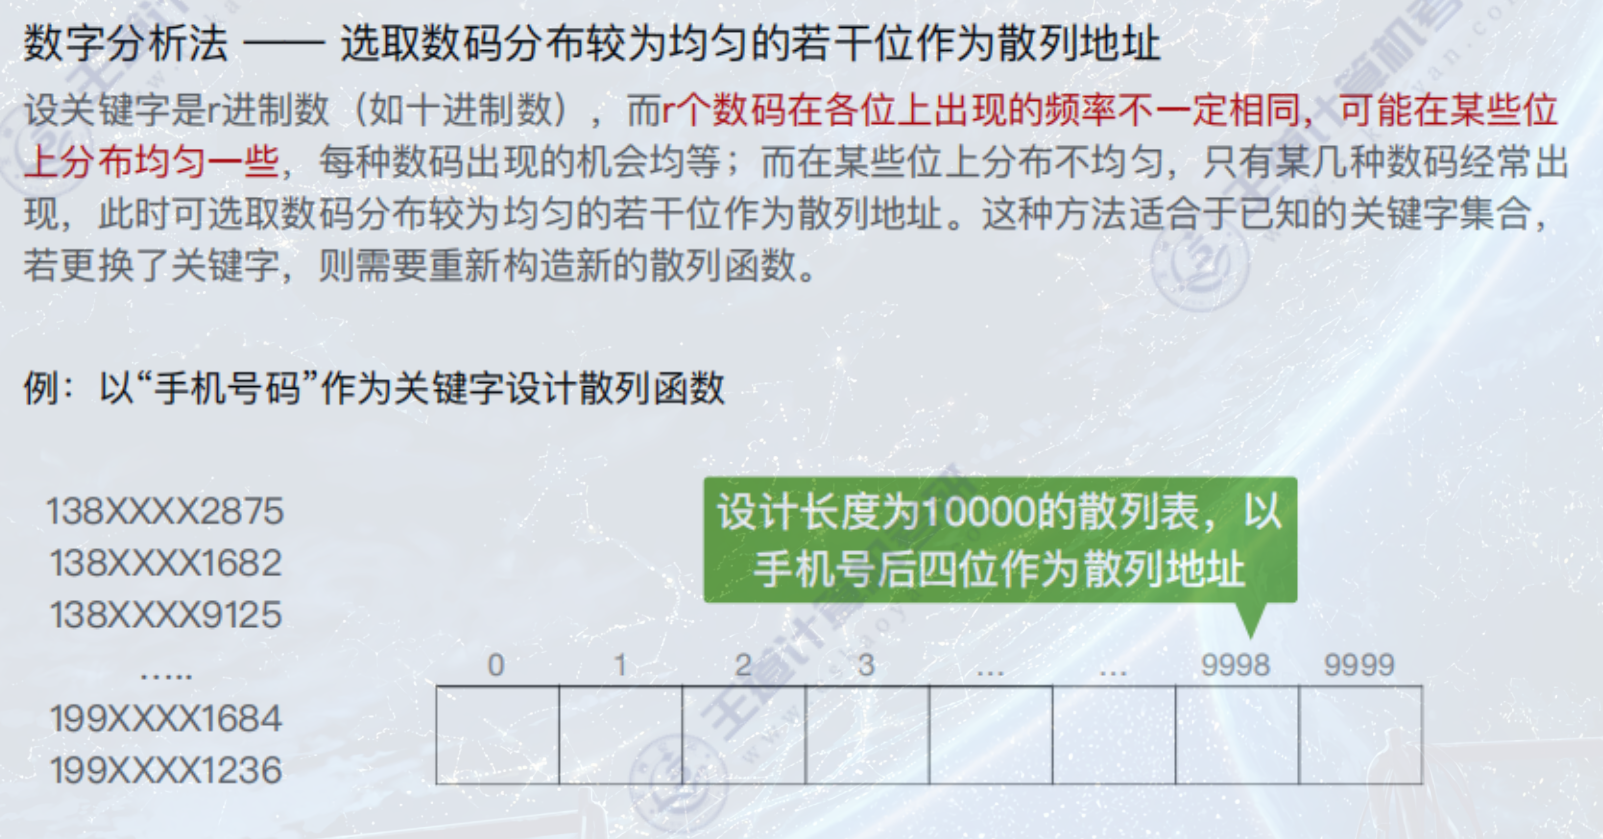 数字分析法 —— 选取数码分布较为均匀的若干位作为散列地址
设关键字是r进制数（如十进制数），而r个数码在各位上出现的频率不一定相同，可能在某些位
上分布均匀一些，每种数码出现的机会均等；而在某些位上分布不均匀，只有某几种数码经常出
现，此时可选取数码分布较为均匀的若干位作为散列地址。这种方法适合于已知的关键字集合，
若更换了关键字，则需要重新构造新的散列函数。
例：以“手机号码”作为关键字设计散列函数
138XXXX2875
138XXXX1682
138XXXX9125
.....
199XXXX1684
199XXXX1236
设计长度为10000的散列表，以
手机号后四位作为散列地址
0 1 2 3 ... ... 9998 9999